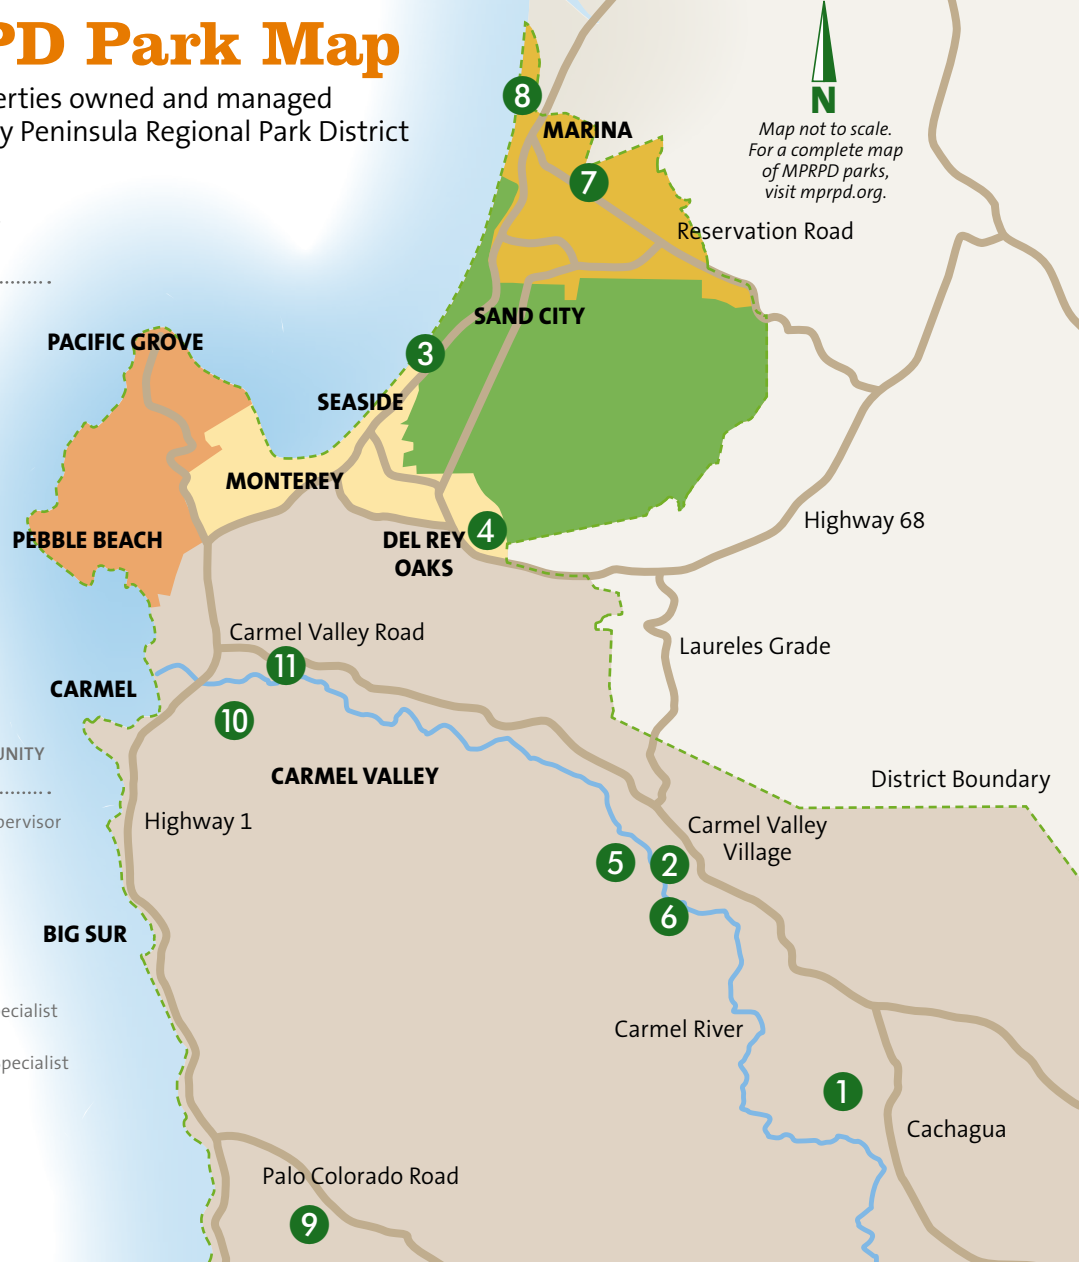 PD Park Map
erties owned and managed
y Peninsula Regional Park District
N
Map not to scale.
For a complete map
of MPRPD parks,
visit mprpd.org.
8
MARINA
7
Reservation Road
SAND CITY
PACIFIC GROVE
3
SEASIDE
MONTEREY
Highway 68
PEBBLE BEACH
DEL REY
OAKS
4
Carmel Valley Road
Laureles Grade
11
CARMEL
10
UNITY
CARMEL VALLEY
District Boundary
pervisor
Highway 1
Carmel Valley
Village
5
2
6
BIG SUR
ecialist
Carmel River
pecialist
1
Cachagua
Palo Colorado Road
9